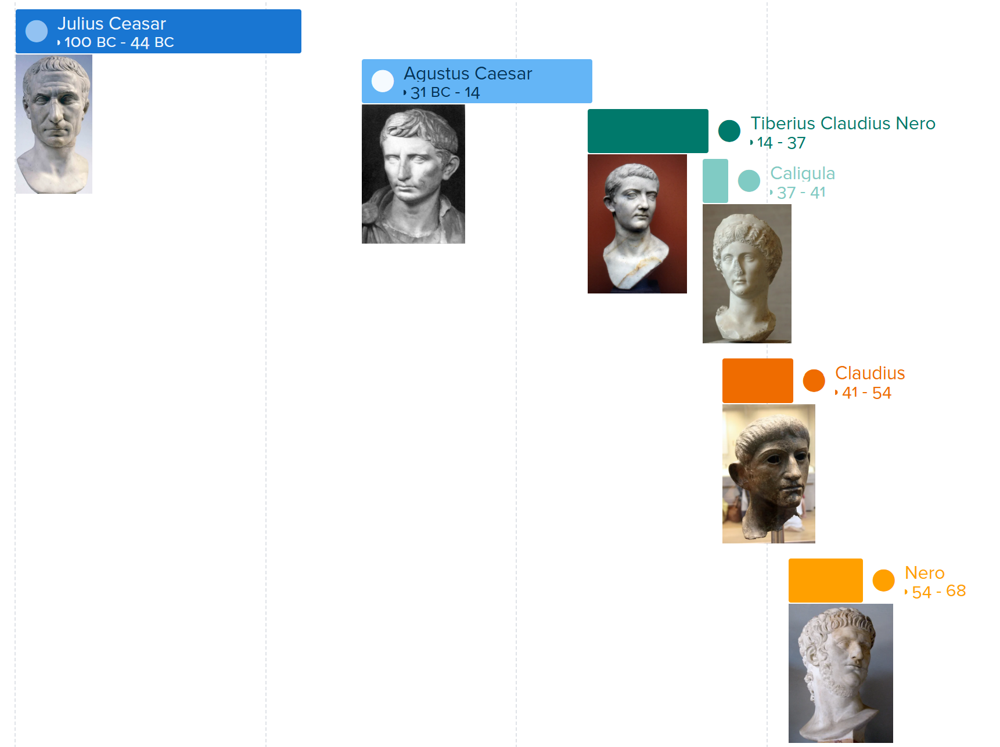 Julius Ceasar
100 BC - 44 BC
Agustus Caesar
31 BC - 14
Tiberius Claudius Nero
14 - 37
Caligula
37 - 41
Claudius
41 - 54
Nero
54 - 68